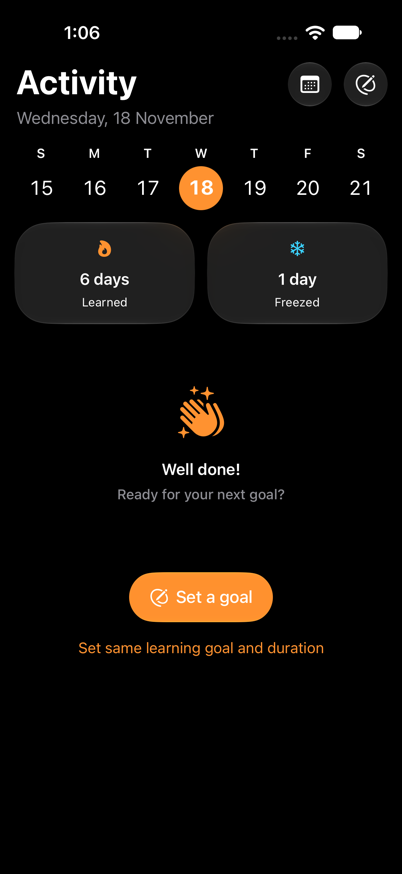 1:06
Activity
Wednesday, 18 November
S M T W T F S
15 16 17 18 19 20 21
6 days 1 day
Learned Freezed
Well done!
Ready for your next goal?
Set a goal
Set same learning goal and duration